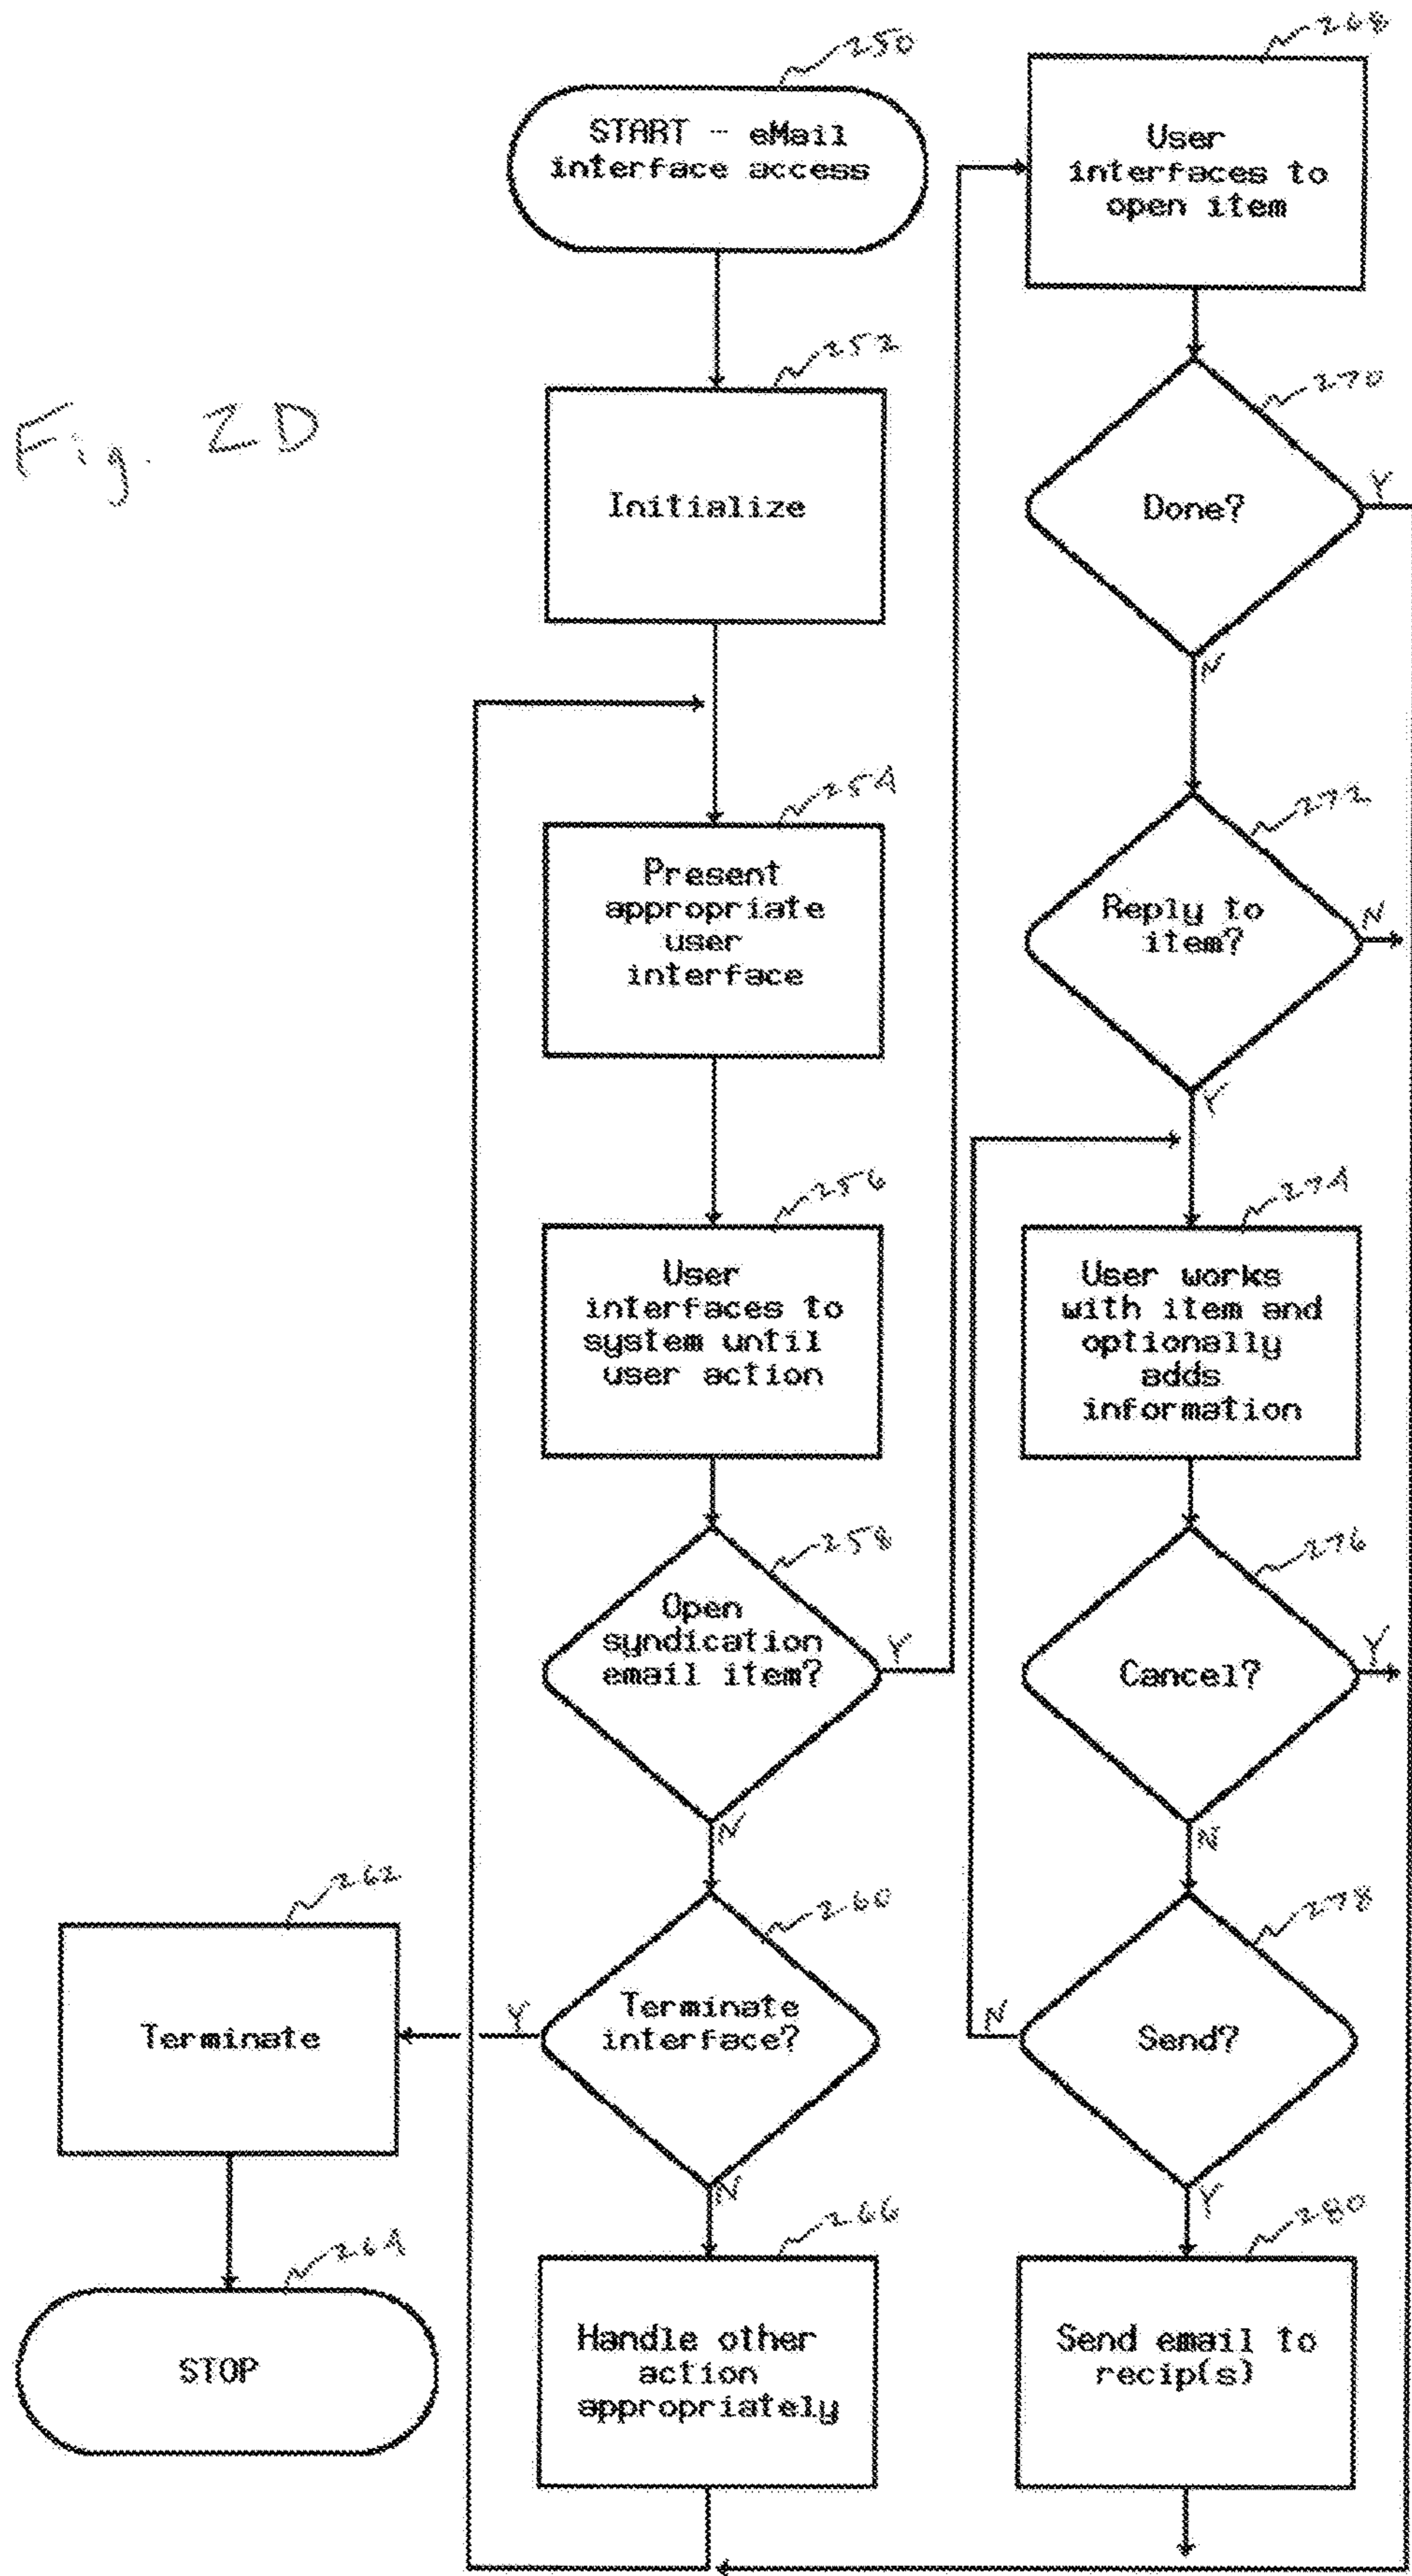 Fig. 2D
250
START - eMail
interface access
252
Initialize
254
Present
appropriate
user
interface
256
User
interfaces to
system until
user action
258
Open
syndication
email item?
Y
N
260
Terminate
interface?
Y
N
262
Terminate
264
STOP
266
Handle other
action
appropriately
268
User
interfaces to
open item
270
Done?
Y
N
272
Reply to
item?
N
Y
274
User works
with item and
optionally
adds
information
276
Cancel?
Y
N
278
Send?
N
Y
280
Send email to
recip(s)